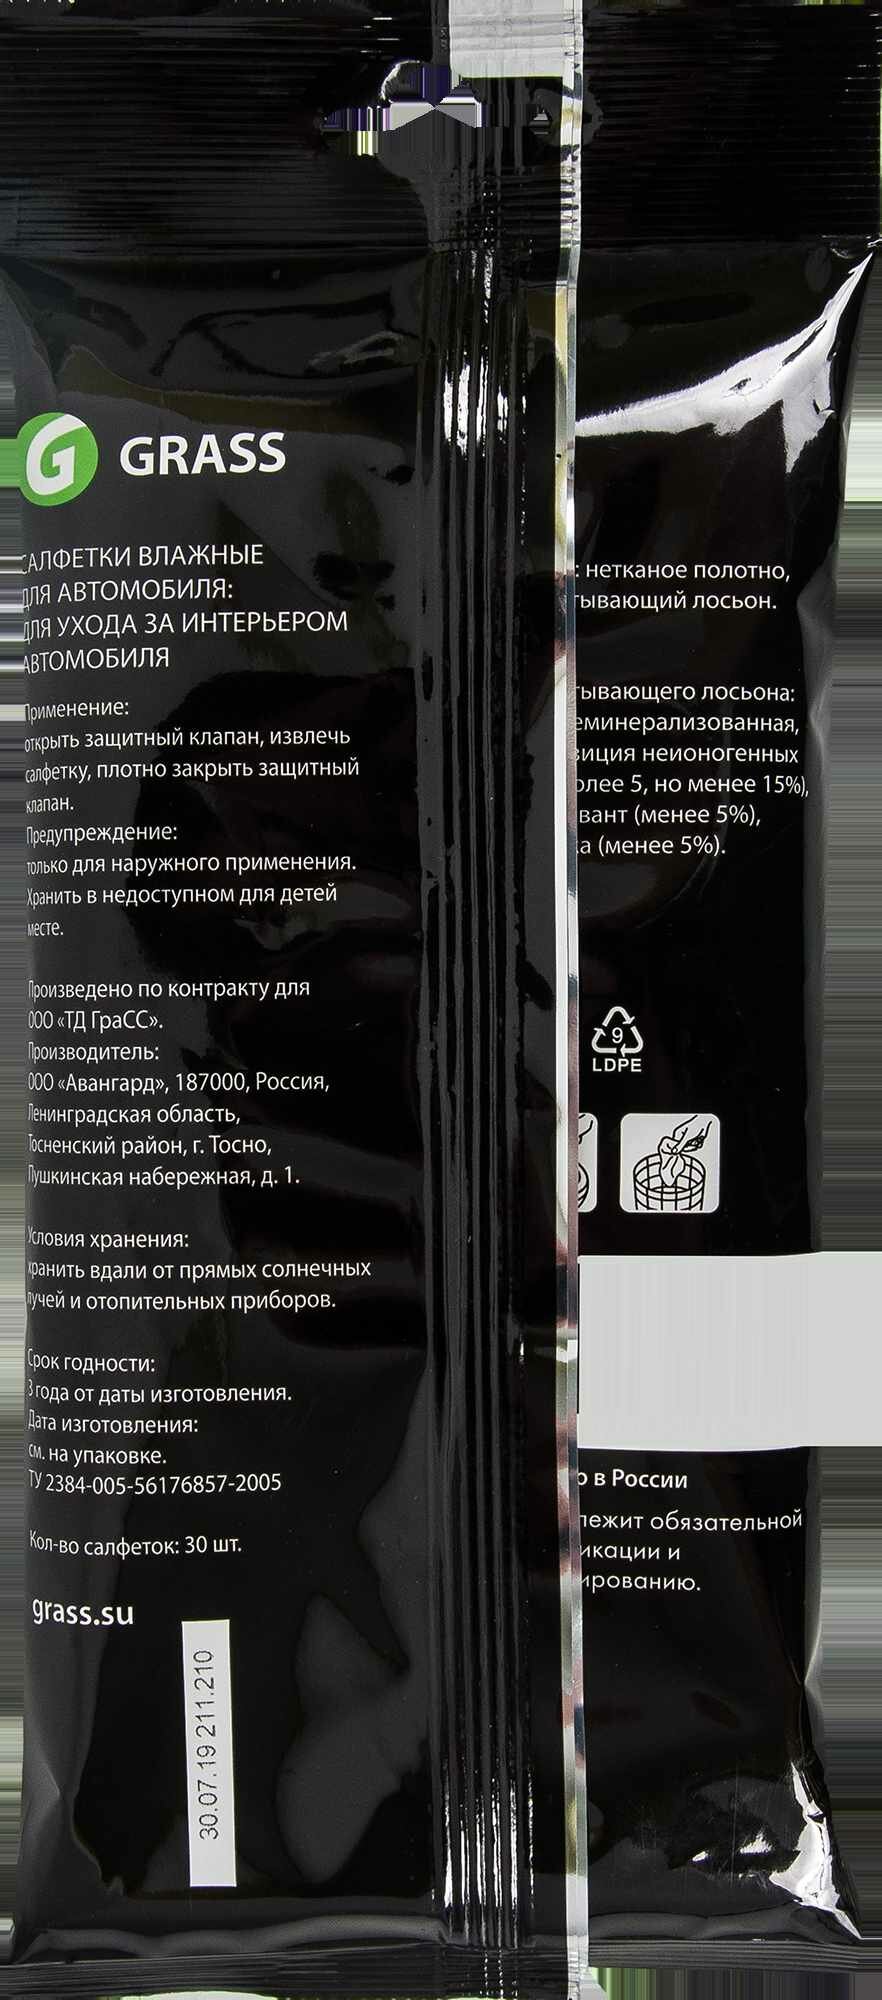 GRASS
САЛФЕТКИ ВЛАЖНЫЕ
ДЛЯ АВТОМОБИЛЯ:
ДЛЯ УХОДА ЗА ИНТЕРЬЕРОМ
АВТОМОБИЛЯ
Применение:
открыть защитный клапан, извлечь
салфетку, плотно закрыть защитный
клапан.
Предупреждение:
только для наружного применения.
Хранить в недоступном для детей
месте.
Произведено по контракту для
ООО «ТД ГраСС».
Производитель:
ООО «Авангард», 187000, Россия,
Ленинградская область,
Тосненский район, г. Тосно,
Пушкинская набережная, д. 1.
Условия хранения:
хранить вдали от прямых солнечных
лучей и отопительных приборов.
Срок годности:
3 года от даты изготовления.
Дата изготовления:
см. на упаковке.
ТУ 2384-005-56176857-2005
Кол-во салфеток: 30 шт.
grass.su
30.07.19 211.210
: нетканое полотно,
тывающий лосьон.
тывающего лосьона:
еминерализованная,
зиция неионогенных
олее 5, но менее 15%),
вант (менее 5%),
ка (менее 5%).
9
LDPE
о в России
лежит обязательной
икации и
ированию.